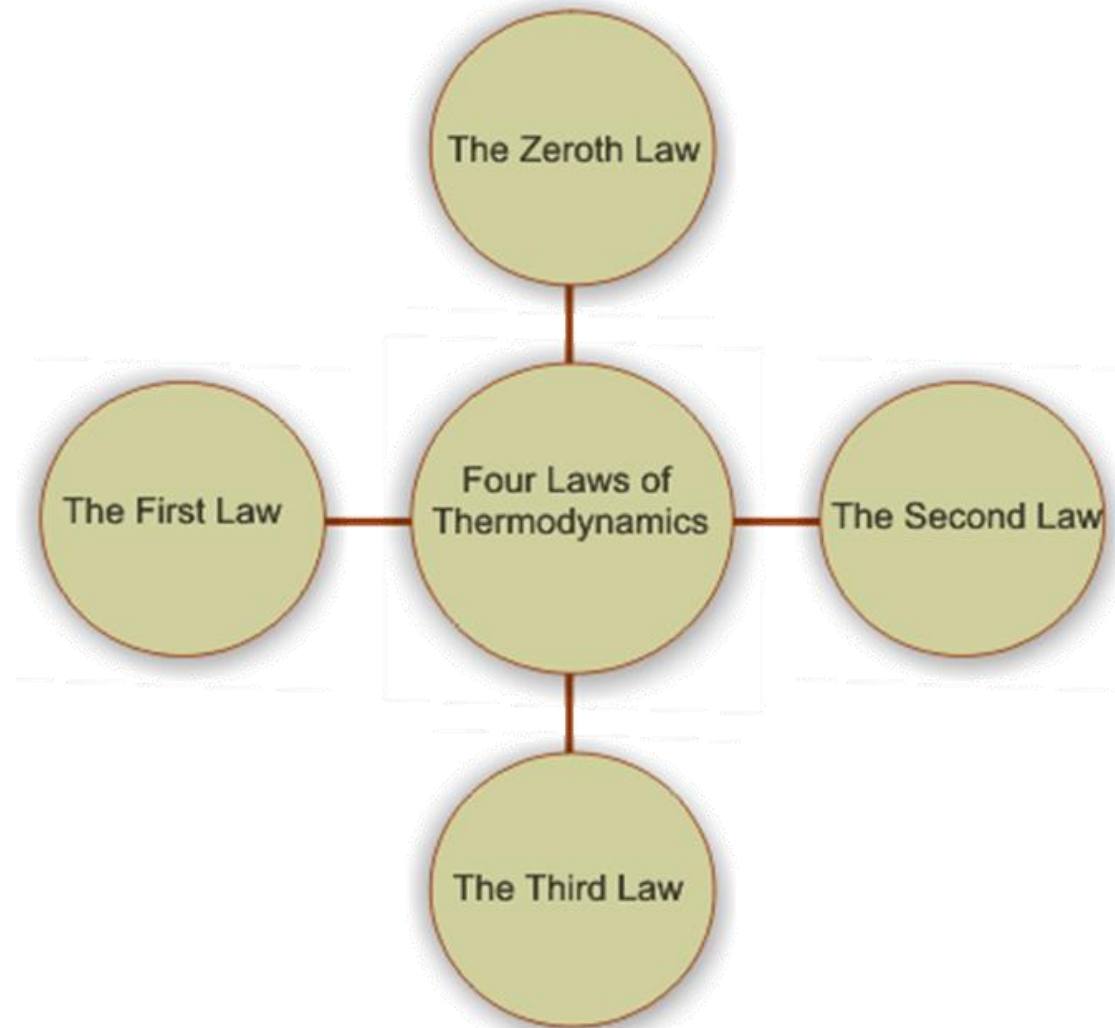 The Zeroth Law
The First Law
Four Laws of
Thermodynamics
The Second Law
The Third Law